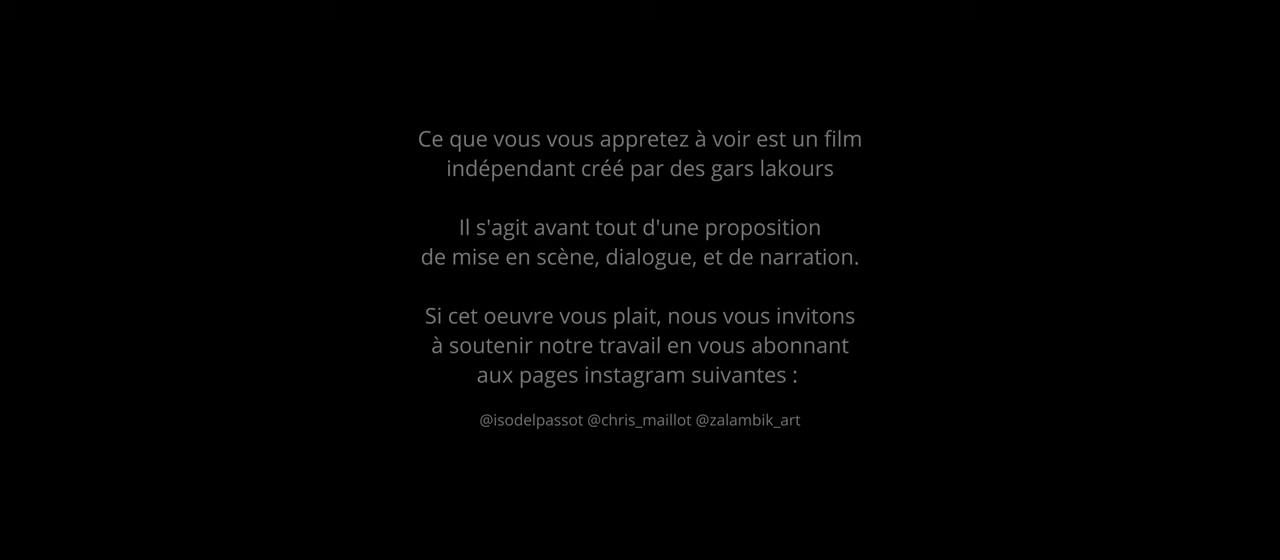 Ce que vous vous appretez à voir est un film
indépendant créé par des gars lakours
Il s'agit avant tout d'une proposition
de mise en scène, dialogue, et de narration.
Si cet oeuvre vous plait, nous vous invitons
à soutenir notre travail en vous abonnant
aux pages instagram suivantes :
@isodelpassot @chris_maillot @zalambik_art